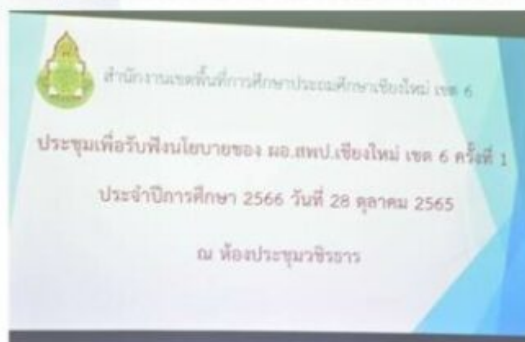 สำนักงานเขตพื้นที่การศึกษาประถมศึกษาเชียงใหม่ เขต 6
ประชุมเพื่อรับฟังนโยบายของ ผอ.สพป.เชียงใหม่ เขต 6 ครั้งที่ 1
ประจำปีการศึกษา 2566 วันที่ 28 ตุลาคม 2565
ณ ห้องประชุมวชิรธาร